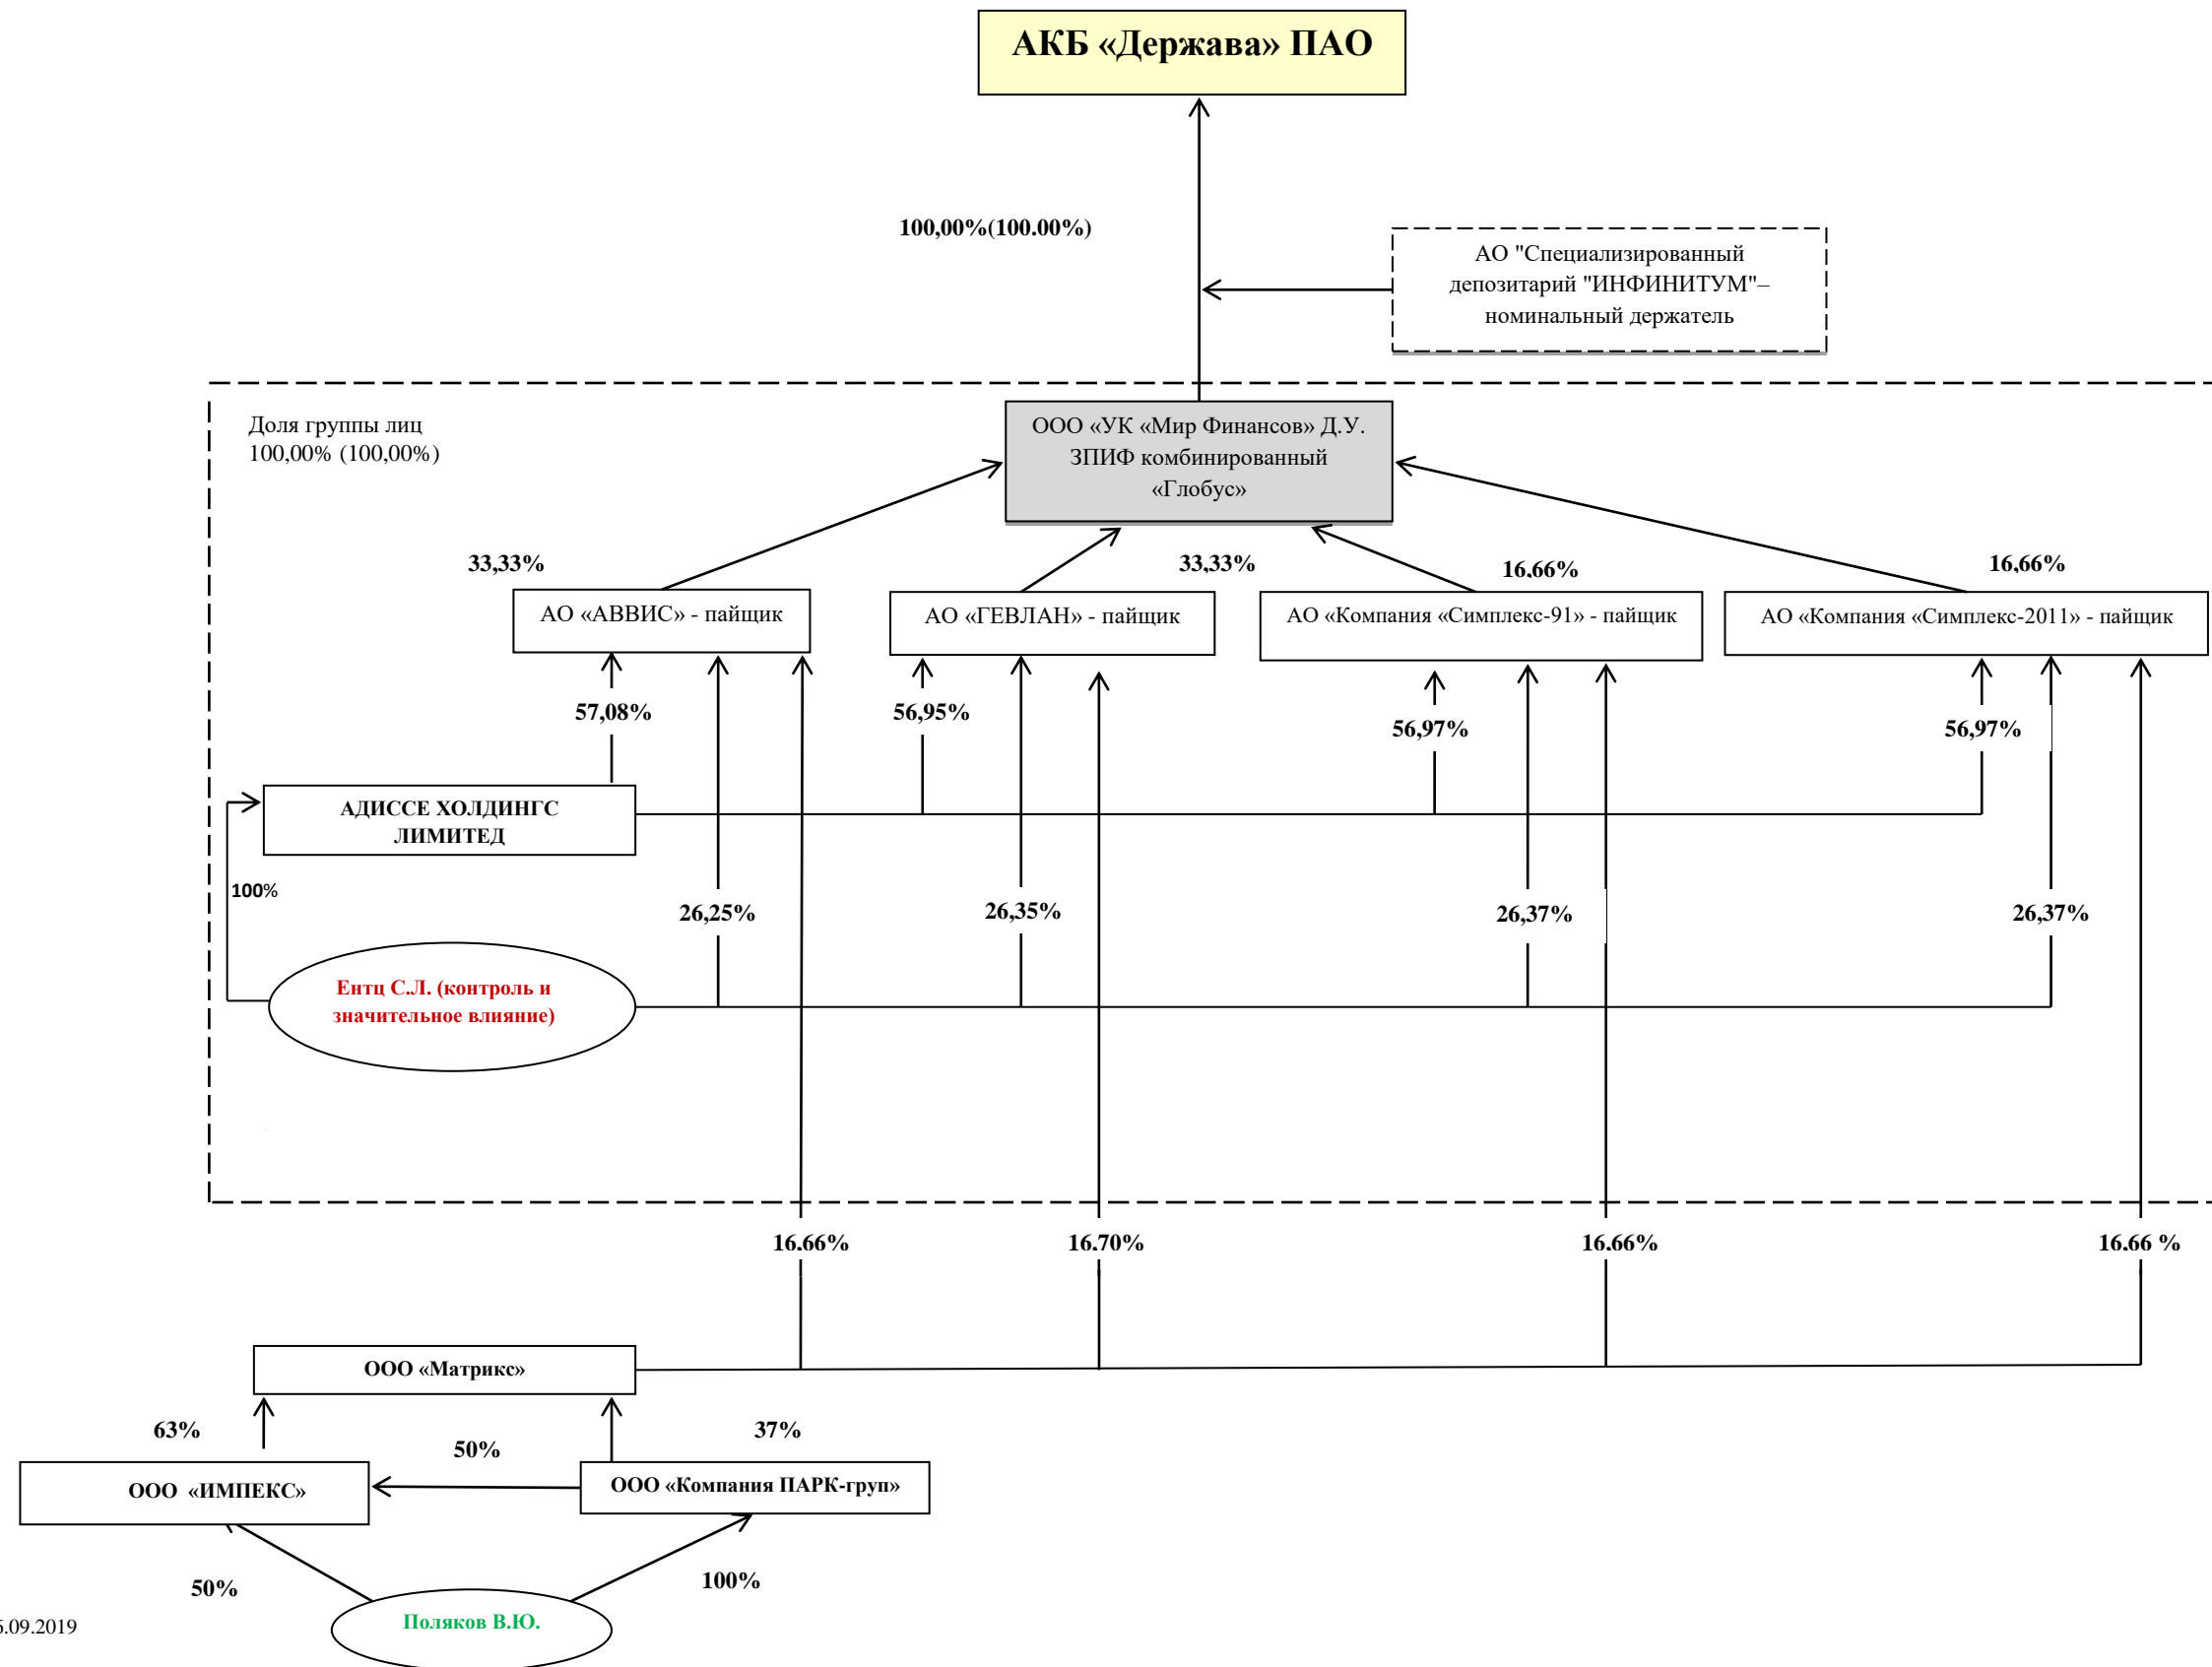 АКБ «Держава» ПАО
100,00%(100.00%)
АО "Специализированный
депозитарий "ИНФИНИТУМ"–
номинальный держатель
Доля группы лиц
100,00% (100,00%)
ООО «УК «Мир Финансов» Д.У.
ЗПИФ комбинированный
«Глобус»
33,33%
33,33%
16,66%
16,66%
АО «АВВИС» - пайщик
АО «ГЕВЛАН» - пайщик
АО «Компания «Симплекс-91» - пайщик
АО «Компания «Симплекс-2011» - пайщик
57,08%
56,95%
56,97%
56,97%
АДИССЕ ХОЛДИНГС
ЛИМИТЕД
100%
26,25%
26,35%
26,37%
26,37%
Ентц С.Л. (контроль и
значительное влияние)
16,66%
16,70%
16,66%
16,66 %
ООО «Матрикс»
63%
50%
37%
ООО «ИМПЕКС»
ООО «Компания ПАРК-груп»
50%
100%
Поляков В.Ю.
6.09.2019